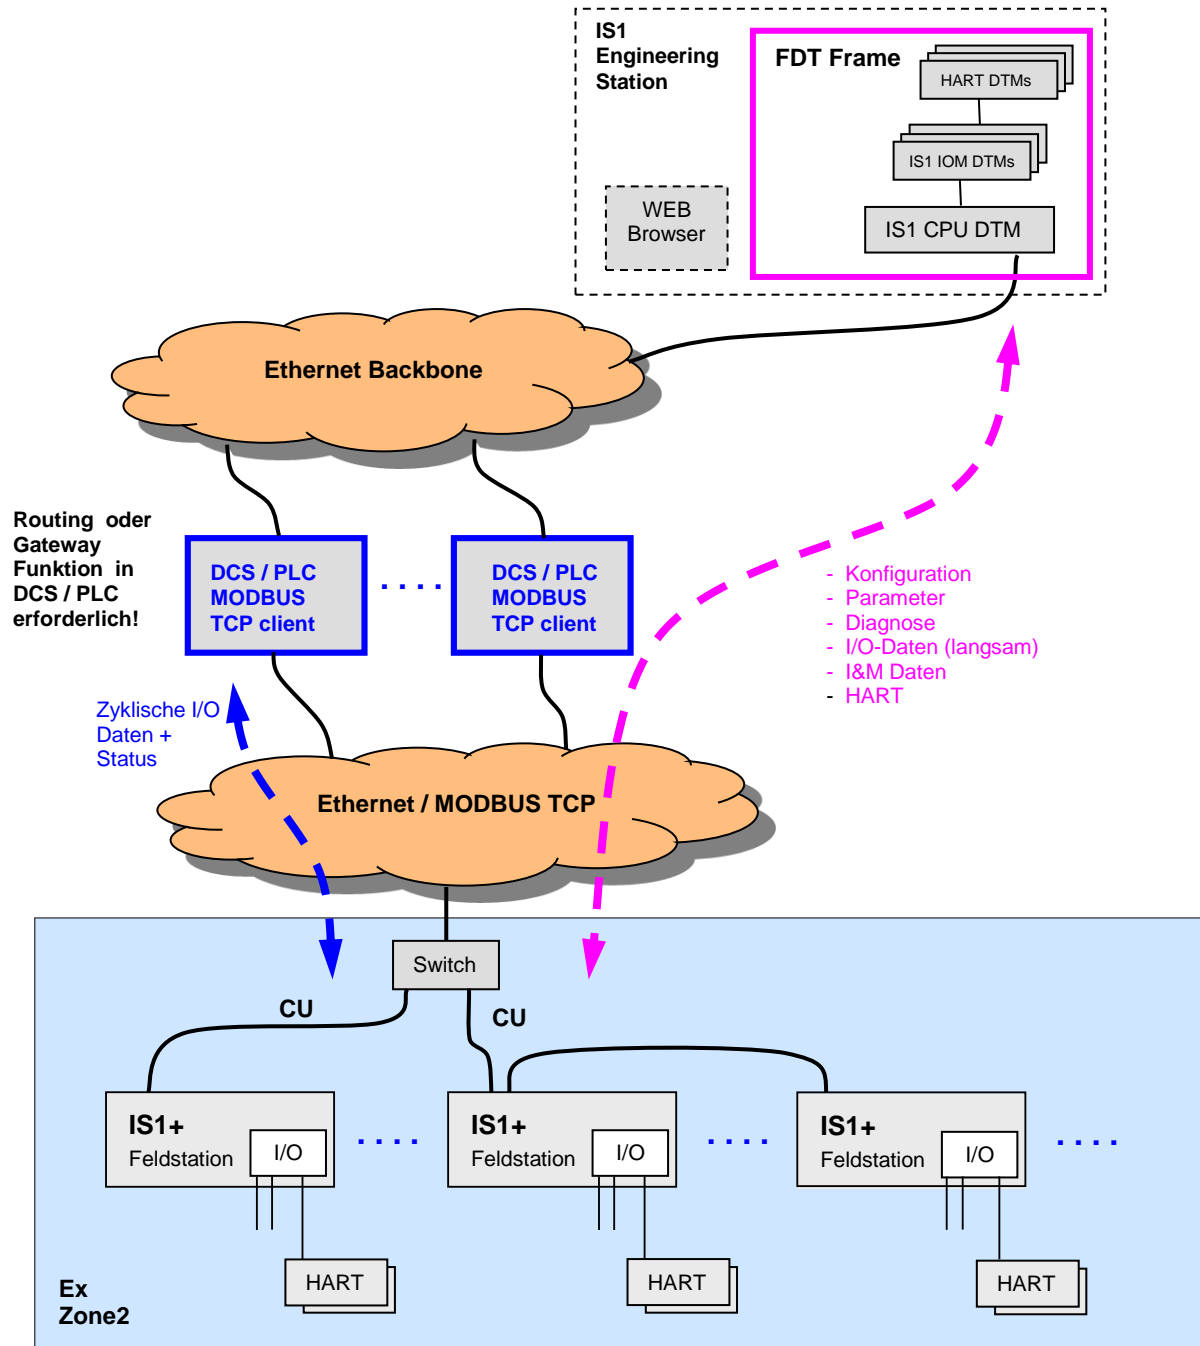 IS1
Engineering
Station
FDT Frame
HART DTMs
IS1 IOM DTMs
WEB
Browser
IS1 CPU DTM
Ethernet Backbone
Routing oder
Gateway
Funktion in
DCS / PLC
erforderlich!
DCS / PLC
MODBUS
TCP client
. . . .
DCS / PLC
MODBUS
TCP client
- Konfiguration
- Parameter
- Diagnose
- I/O-Daten (langsam)
- I&M Daten
- HART
Zyklische I/O
Daten +
Status
Ethernet / MODBUS TCP
Switch
CU
CU
IS1+
Feldstation
I/O
. . . .
IS1+
Feldstation
I/O
. . . .
IS1+
Feldstation
I/O
. . . .
HART
HART
HART
Ex
Zone2